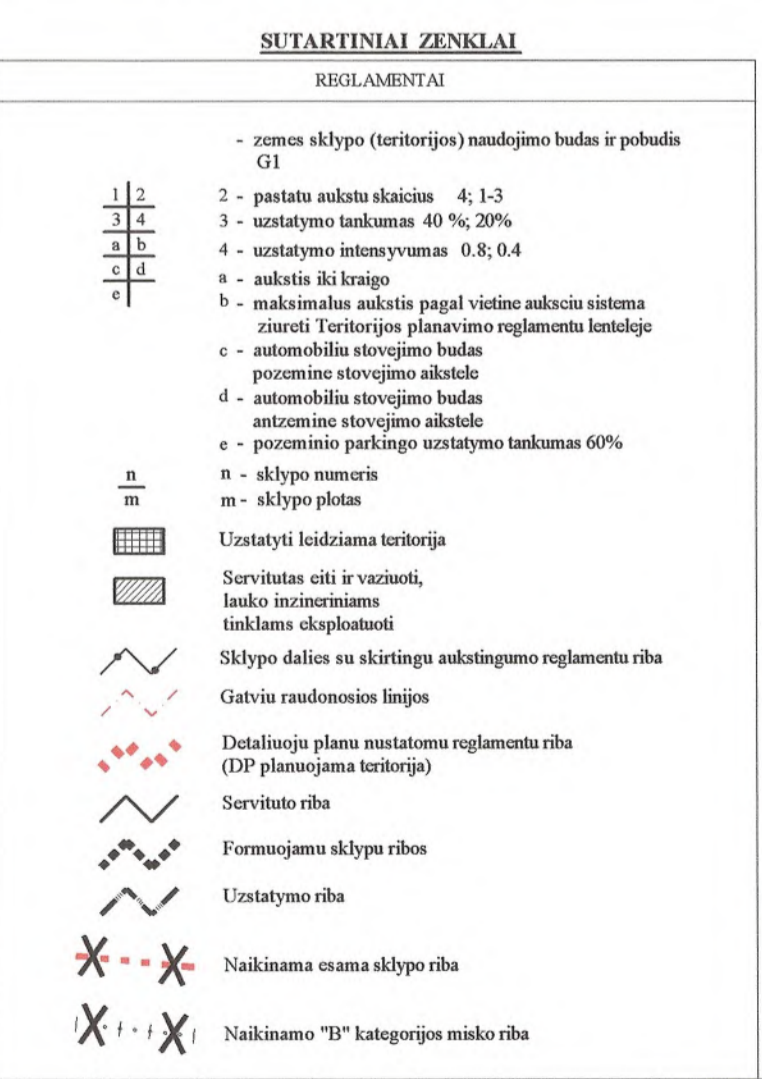 SUTARTINIAI ZENKLAI
REGLAMENTAI
- zemes sklypo (teritorijos) naudojimo budas ir pobudis
G1
1 2
3 4
a b
c d
e
2 - pastatu aukstu skaicius 4; 1-3
3 - uzstatymo tankumas 40 %; 20%
4 - uzstatymo intensyvumas 0.8; 0.4
a - aukstis iki kraigo
b - maksimalus aukstis pagal vietine auksciu sistema
ziureti Teritorijos planavimo reglamentu lenteleje
c - automobiliu stovejimo budas
pozemine stovejimo aikstele
d - automobiliu stovejimo budas
antzemine stovejimo aikstele
e - pozeminio parkingo uzstatymo tankumas 60%
n
m
n - sklypo numeris
m - sklypo plotas
Uzstatyti leidziama teritorija
Servitutas eiti ir vaziuoti,
lauko inzineriniams
tinklams eksploatuoti
Sklypo dalies su skirtingu aukstingumo reglamentu riba
Gatviu raudonosios linijos
Detaliuoju planu nustatomu reglamentu riba
(DP planuojama teritorija)
Servituto riba
Formuojamu sklypu ribos
Uzstatymo riba
Naikinama esama sklypo riba
Naikinamo "B" kategorijos misko riba